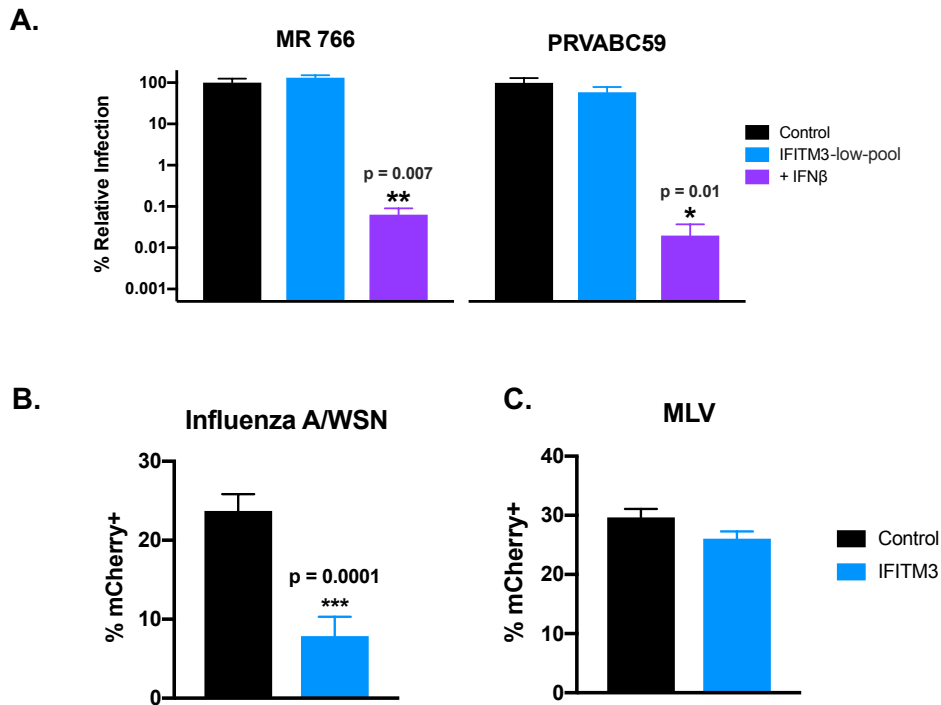 A.
MR 766
PRVABC59
% Relative Infection
100
10
1
0.1
0.01
0.001
p = 0.007
**
p = 0.01
*
Control
IFITM3-low-pool
+ IFNβ
B.
Influenza A/WSN
% mCherry+
30
20
10
0
p = 0.0001
***
C.
MLV
% mCherry+
40
30
20
10
0
Control
IFITM3